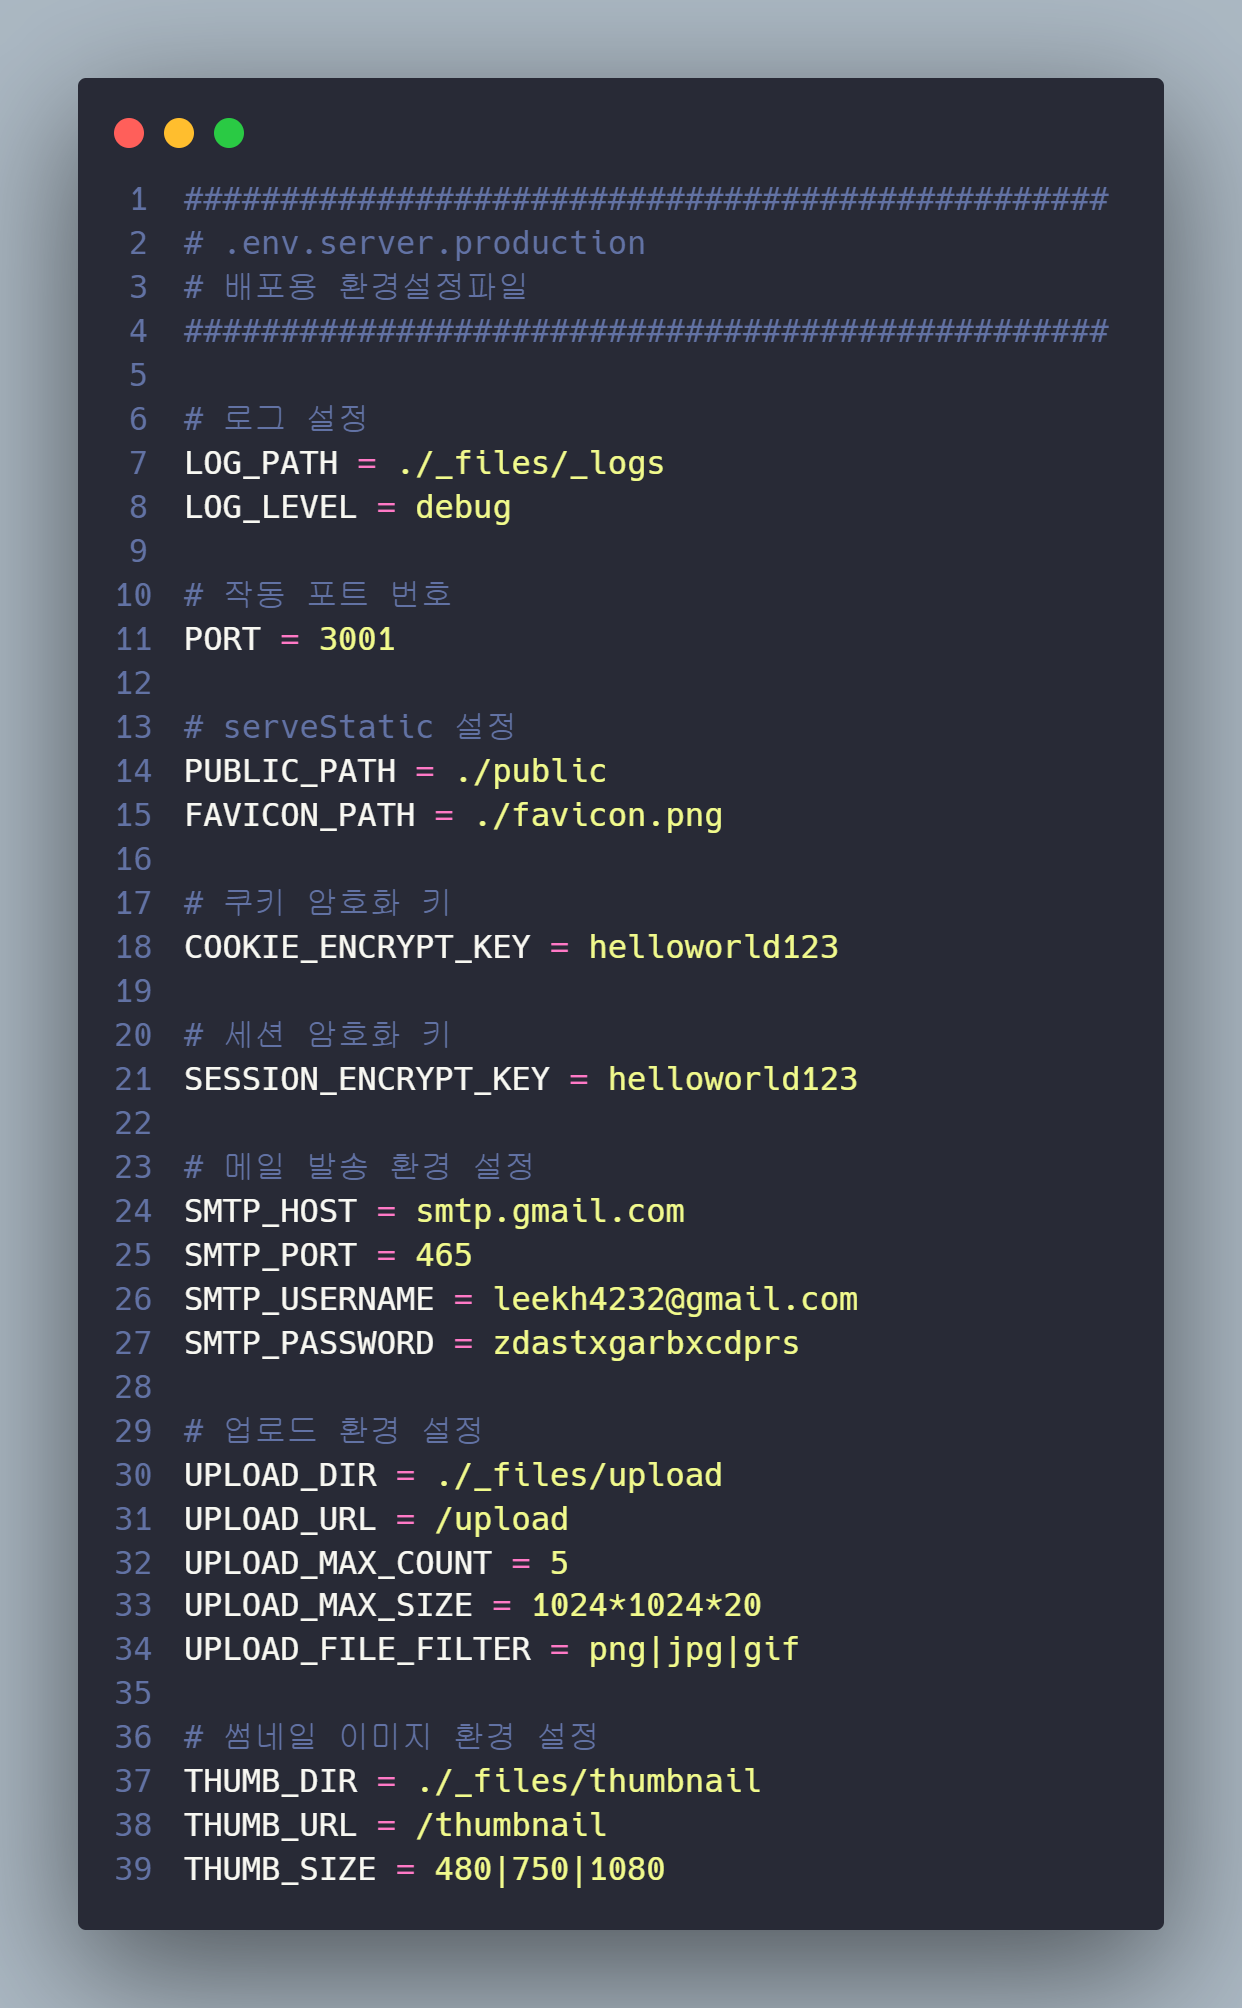 1 ################################################
2 # .env.server.production
3 # 배포용 환경설정파일
4 ################################################
5
6 # 로그 설정
7 LOG_PATH = ./_files/_logs
8 LOG_LEVEL = debug
9
10 # 작동 포트 번호
11 PORT = 3001
12
13 # serveStatic 설정
14 PUBLIC_PATH = ./public
15 FAVICON_PATH = ./favicon.png
16
17 # 쿠키 암호화 키
18 COOKIE_ENCRYPT_KEY = helloworld123
19
20 # 세션 암호화 키
21 SESSION_ENCRYPT_KEY = helloworld123
22
23 # 메일 발송 환경 설정
24 SMTP_HOST = smtp.gmail.com
25 SMTP_PORT = 465
26 SMTP_USERNAME = leekh4232@gmail.com
27 SMTP_PASSWORD = zdastxgarbxcdprs
28
29 # 업로드 환경 설정
30 UPLOAD_DIR = ./_files/upload
31 UPLOAD_URL = /upload
32 UPLOAD_MAX_COUNT = 5
33 UPLOAD_MAX_SIZE = 1024*1024*20
34 UPLOAD_FILE_FILTER = png|jpg|gif
35
36 # 썸네일 이미지 환경 설정
37 THUMB_DIR = ./_files/thumbnail
38 THUMB_URL = /thumbnail
39 THUMB_SIZE = 480|750|1080